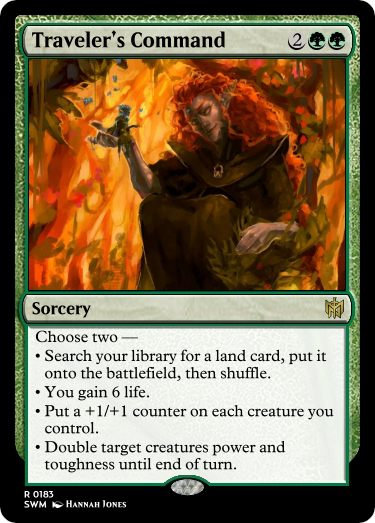 Traveler's Command 2
Sorcery
Choose two —
• Search your library for a land card, put it
onto the battlefield, then shuffle.
• You gain 6 life.
• Put a +1/+1 counter on each creature you
control.
• Double target creatures power and
toughness until end of turn.
R 0183
SWM Hannah Jones